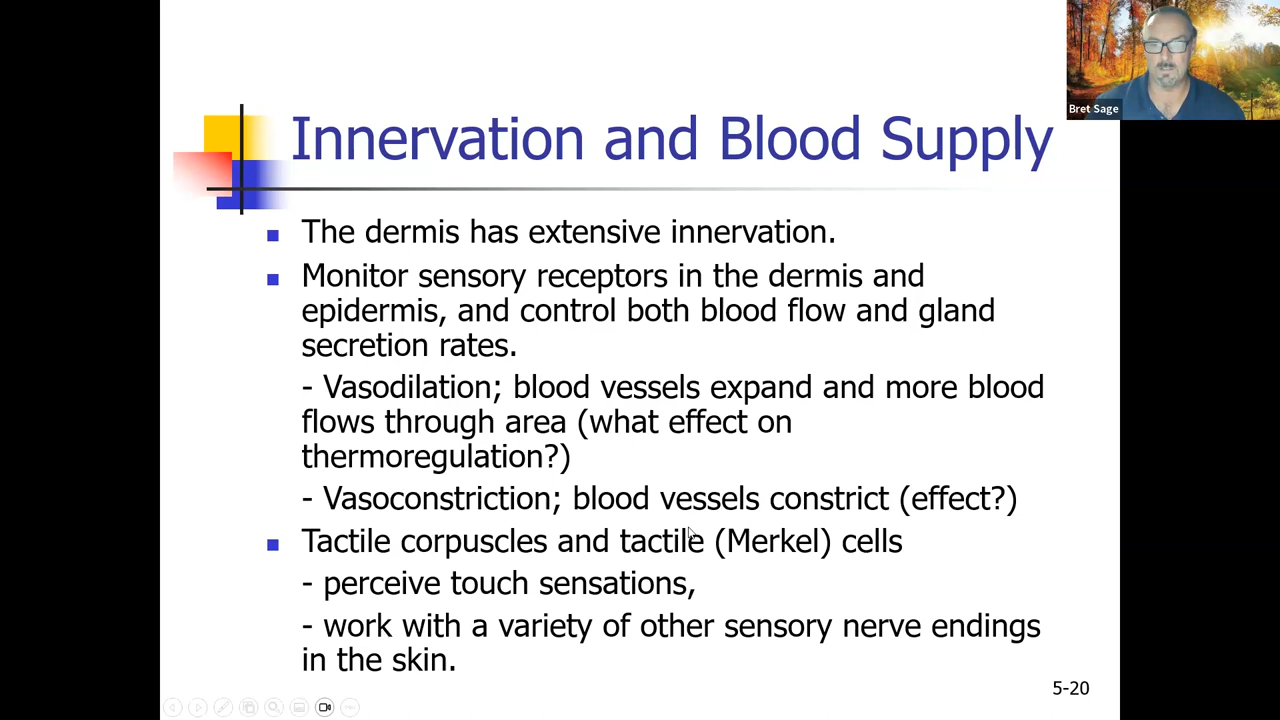 Bret Sage
Innervation and Blood Supply
The dermis has extensive innervation.
Monitor sensory receptors in the dermis and
epidermis, and control both blood flow and gland
secretion rates.
- Vasodilation; blood vessels expand and more blood
flows through area (what effect on
thermoregulation?)
- Vasoconstriction; blood vessels constrict (effect?)
Tactile corpuscles and tactile (Merkel) cells
- perceive touch sensations,
- work with a variety of other sensory nerve endings
in the skin.
5-20